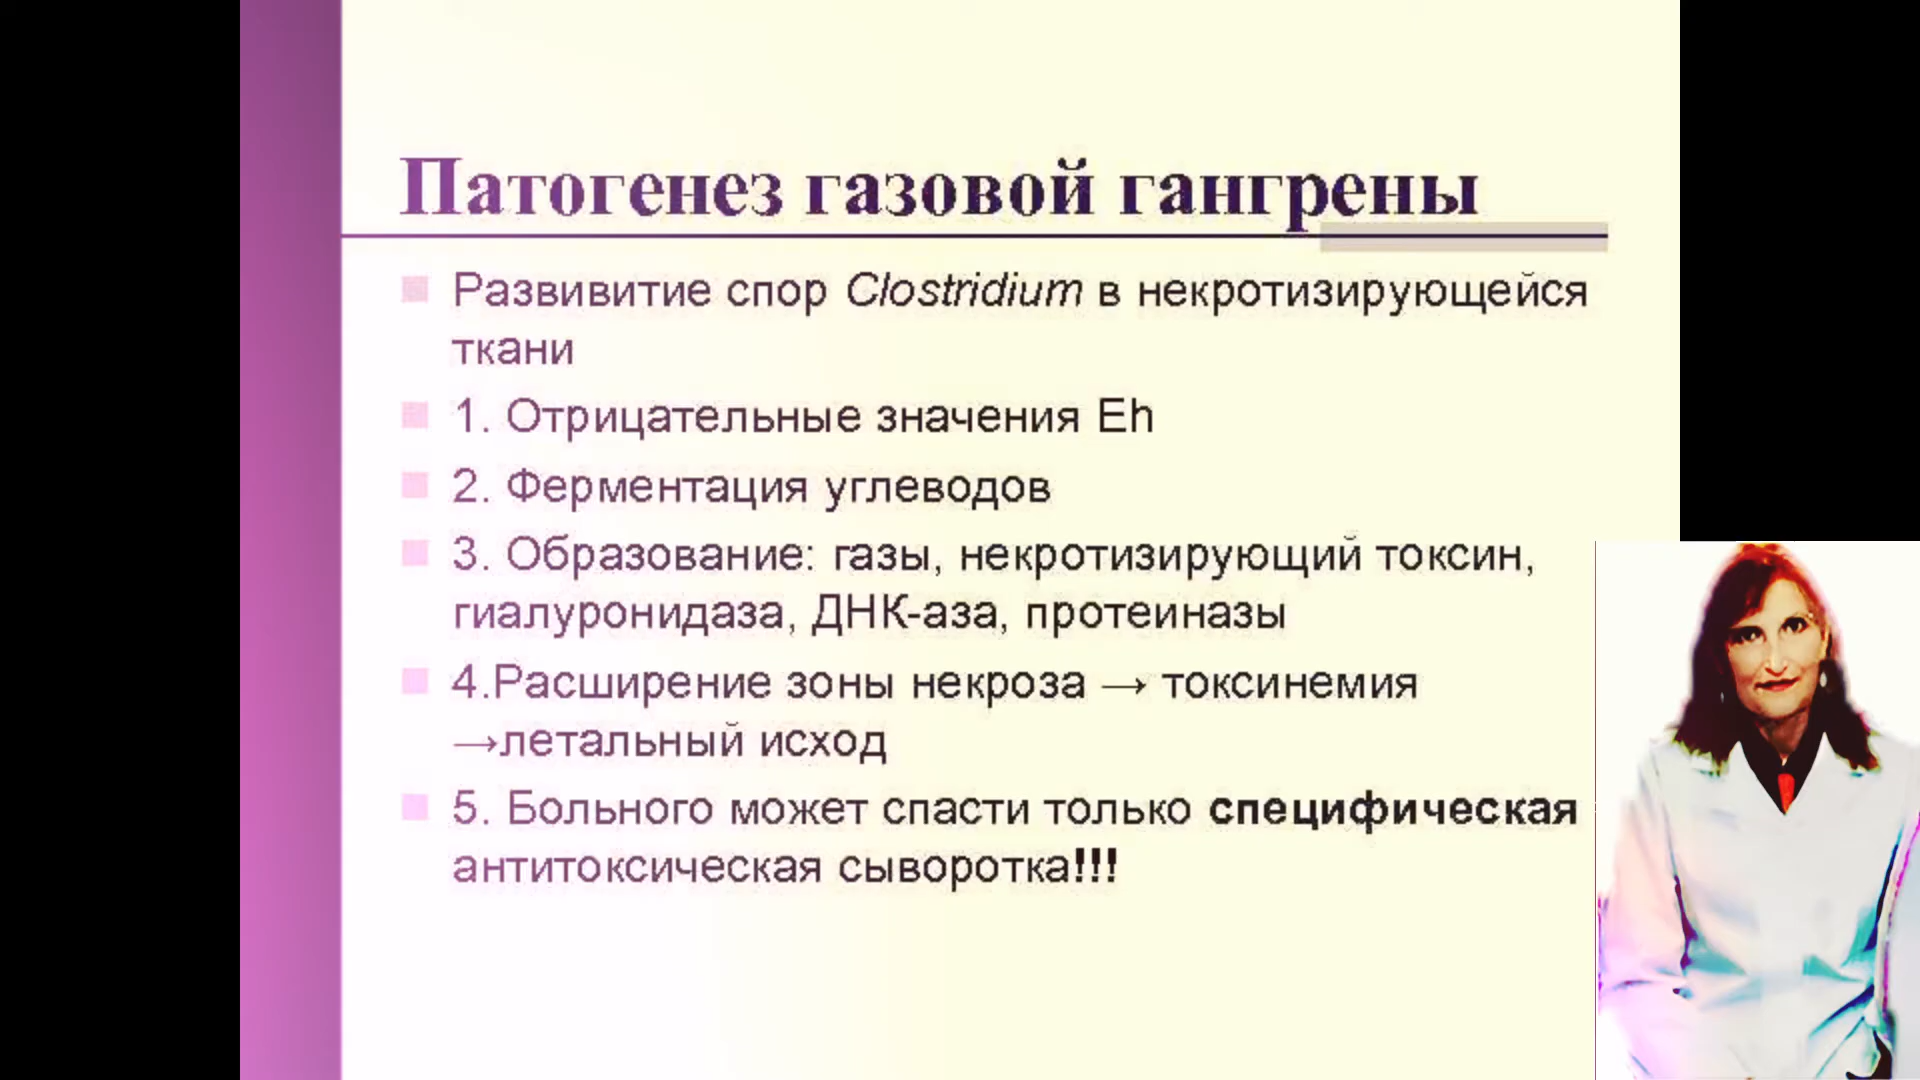 Патогенез газовой гангрены
Развивитие спор Clostridium в некротизирующейся
ткани
1. Отрицательные значения Eh
2. Ферментация углеводов
3. Образование: газы, некротизирующий токсин,
гиалуронидаза, ДНК-аза, протеиназы
4.Расширение зоны некроза → токсинемия
→летальный исход
5. Больного может спасти только специфическая
антитоксическая сыворотка!!!